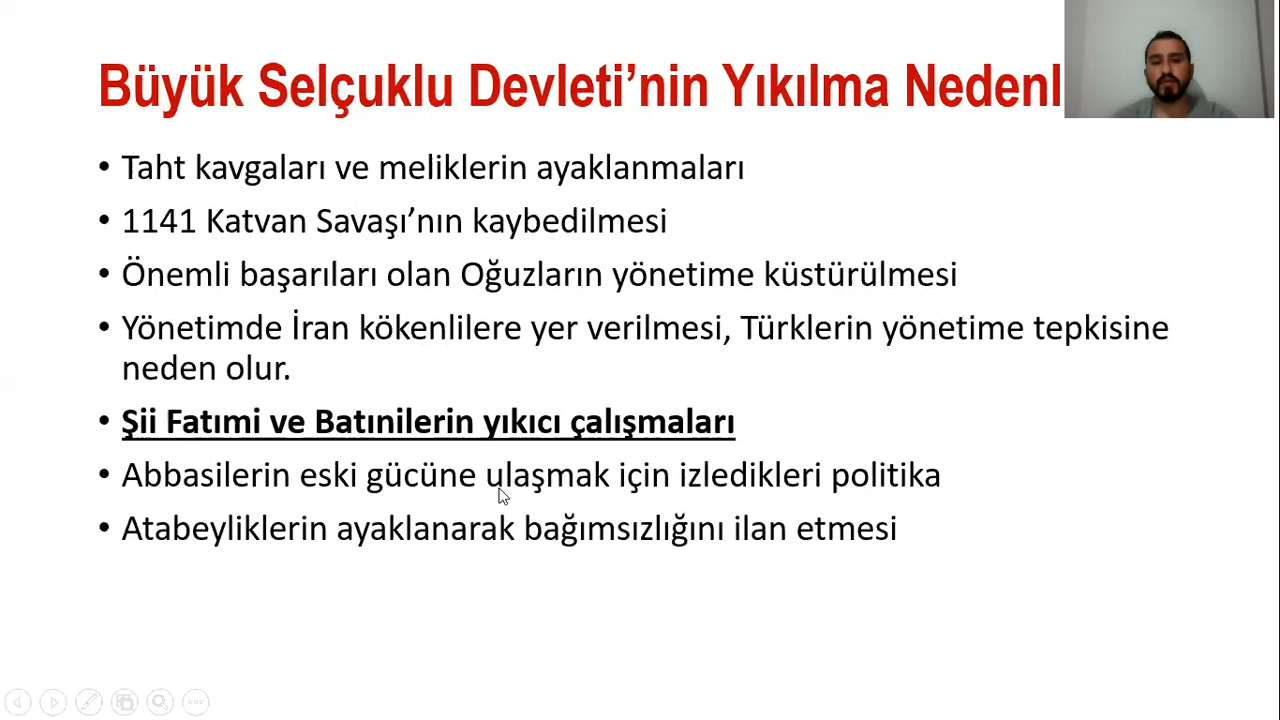 Büyük Selçuklu Devleti’nin Yıkılma Nedenl
• Taht kavgaları ve meliklerin ayaklanmaları
• 1141 Katvan Savaşı’nın kaybedilmesi
• Önemli başarıları olan Oğuzların yönetime küstürülmesi
• Yönetimde İran kökenlilere yer verilmesi, Türklerin yönetime tepkisine
neden olur.
• Şii Fatımi ve Batınilerin yıkıcı çalışmaları
• Abbasilerin eski gücüne ulaşmak için izledikleri politika
• Atabeyliklerin ayaklanarak bağımsızlığını ilan etmesi